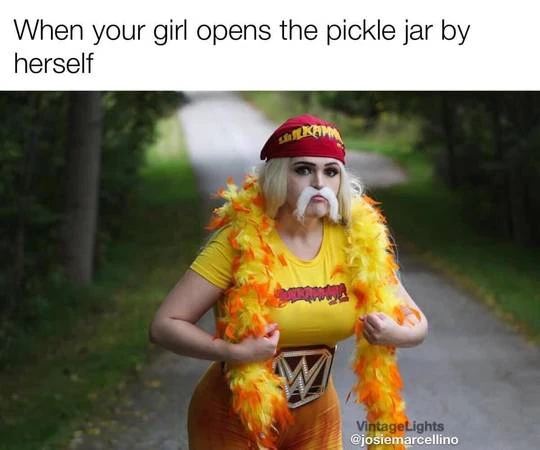 When your girl opens the pickle jar by
herself
VintageLights
@josiemarcellino